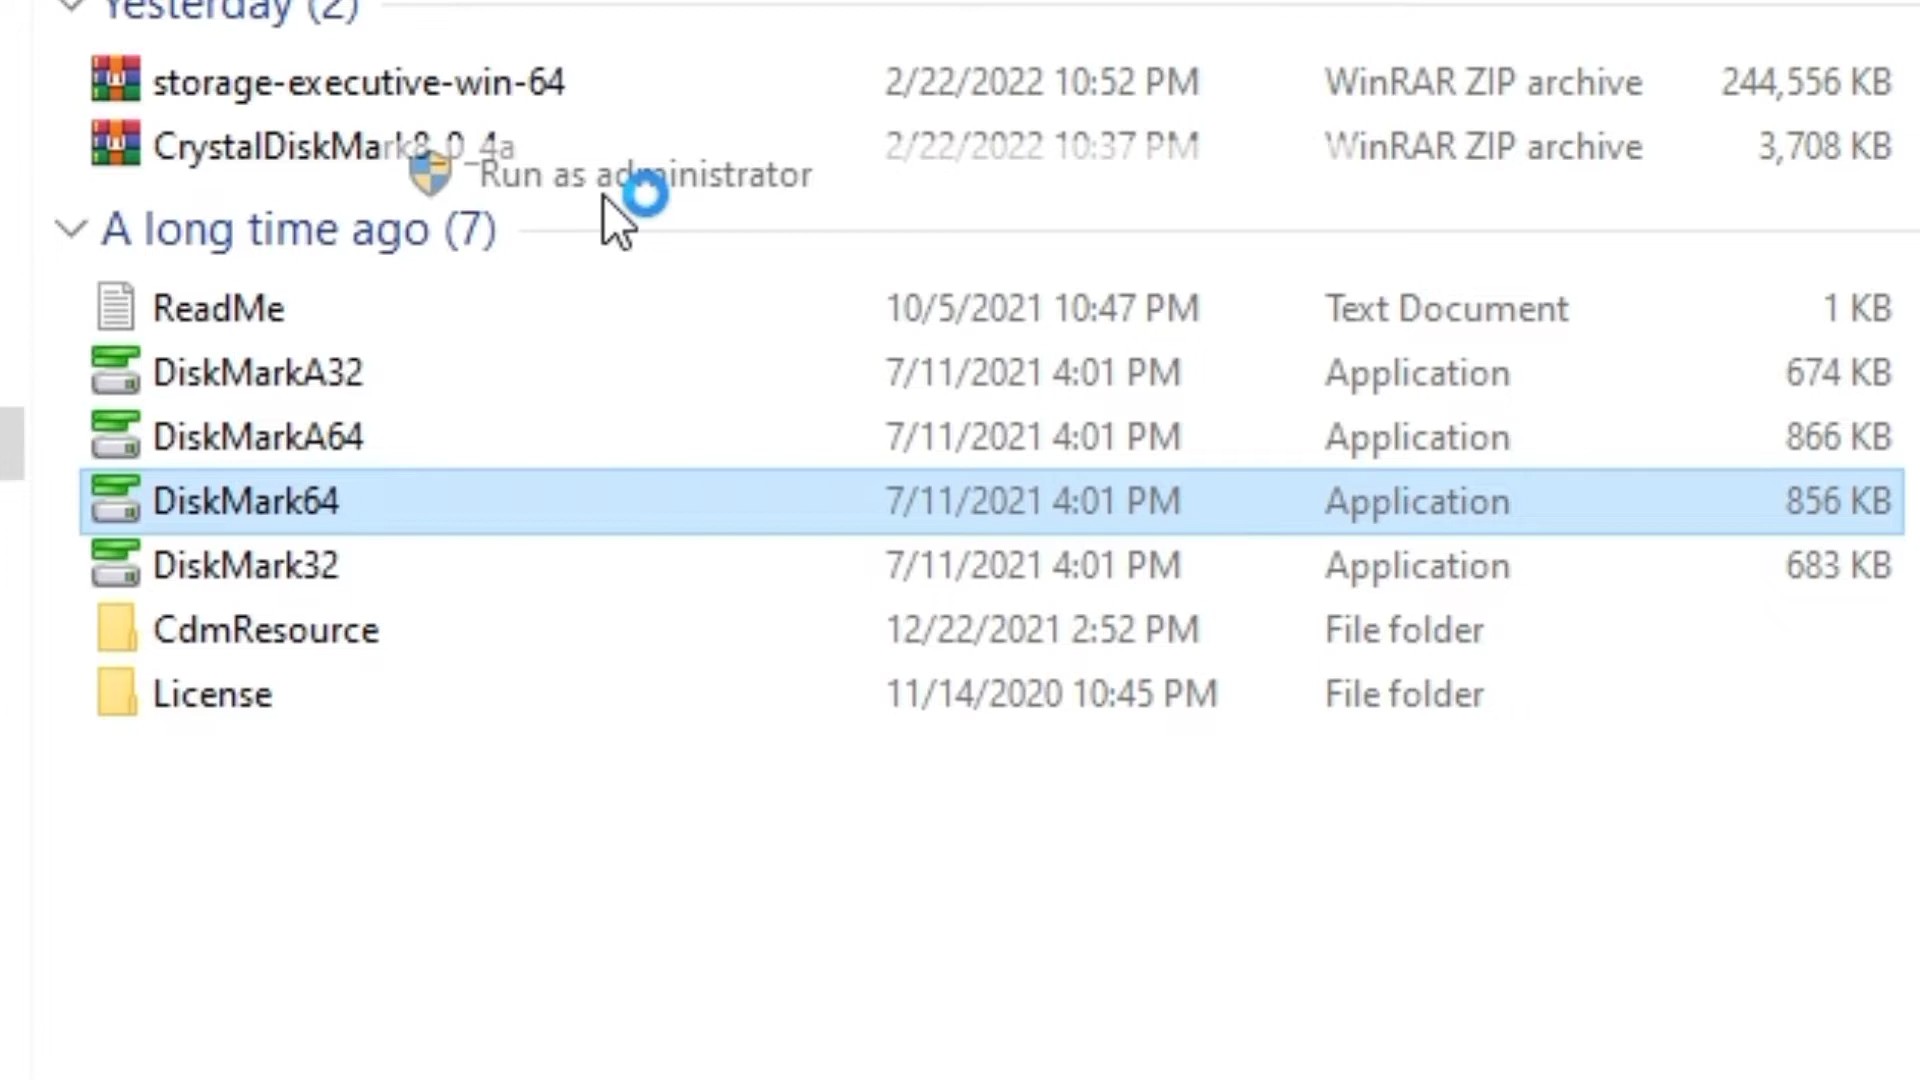 Yesterday (2)
storage-executive-win-64 2/22/2022 10:52 PM WinRAR ZIP archive 244,556 KB
CrystalDiskMark8_0_4a 2/22/2022 10:37 PM WinRAR ZIP archive 3,708 KB
Run as administrator
A long time ago (7)
ReadMe 10/5/2021 10:47 PM Text Document 1 KB
DiskMarkA32 7/11/2021 4:01 PM Application 674 KB
DiskMarkA64 7/11/2021 4:01 PM Application 866 KB
DiskMark64 7/11/2021 4:01 PM Application 856 KB
DiskMark32 7/11/2021 4:01 PM Application 683 KB
CdmResource 12/22/2021 2:52 PM File folder
License 11/14/2020 10:45 PM File folder